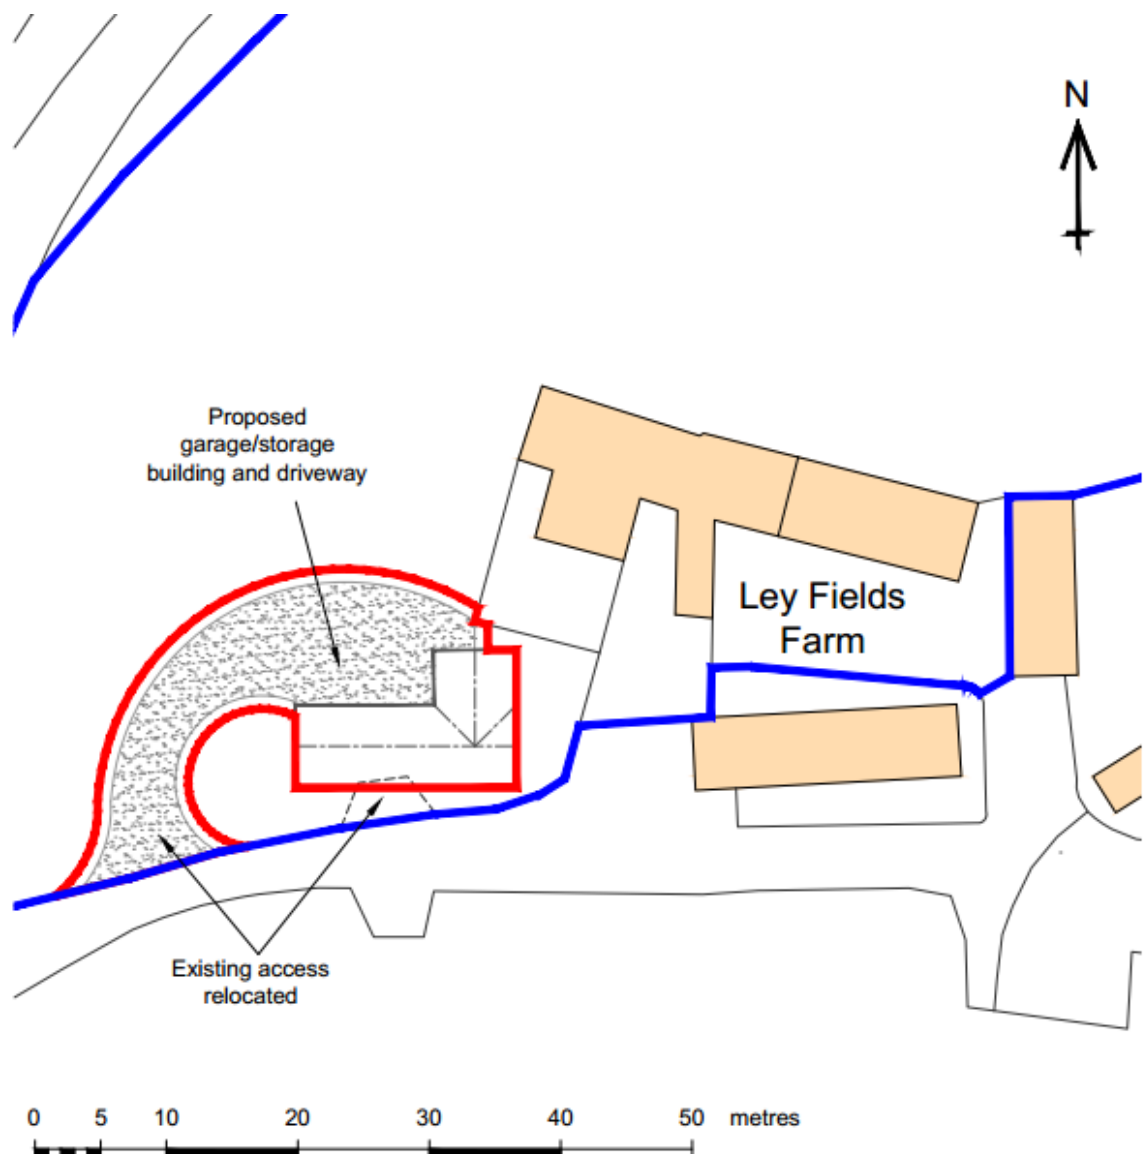 N
Proposed
garage/storage
building and driveway
Ley Fields
Farm
Existing access
relocated
0 5 10 20 30 40 50 metres